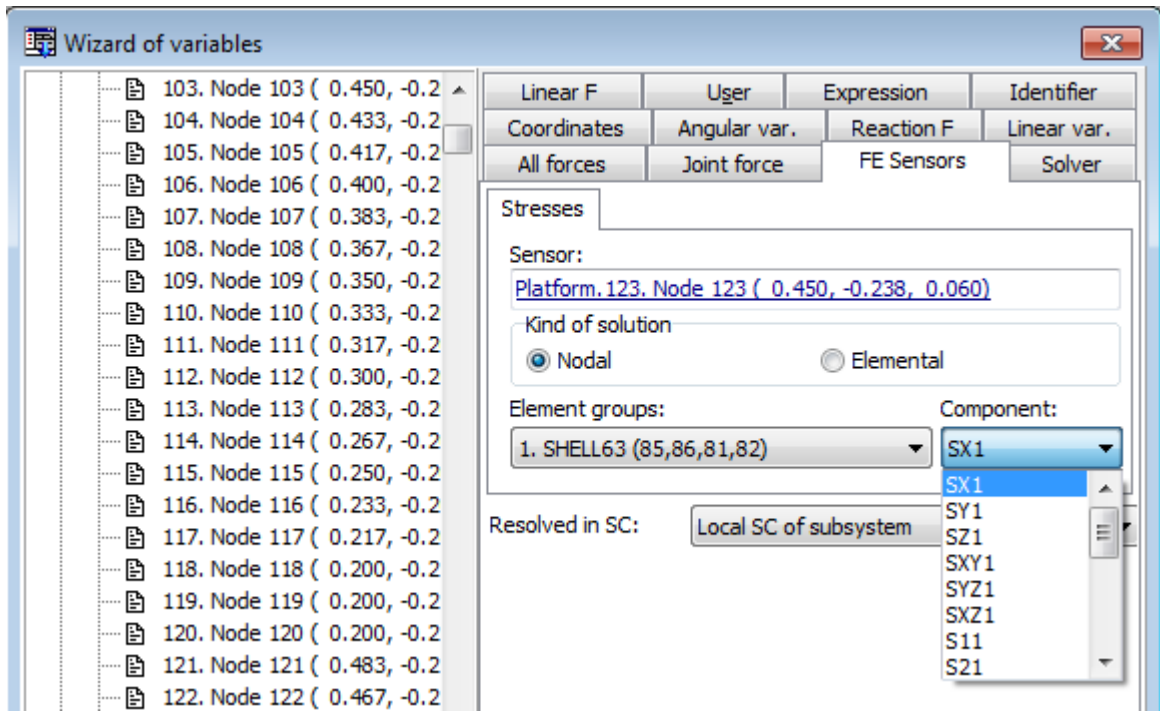 Wizard of variables
103. Node 103 ( 0.450, -0.2
104. Node 104 ( 0.433, -0.2
105. Node 105 ( 0.417, -0.2
106. Node 106 ( 0.400, -0.2
107. Node 107 ( 0.383, -0.2
108. Node 108 ( 0.367, -0.2
109. Node 109 ( 0.350, -0.2
110. Node 110 ( 0.333, -0.2
111. Node 111 ( 0.317, -0.2
112. Node 112 ( 0.300, -0.2
113. Node 113 ( 0.283, -0.2
114. Node 114 ( 0.267, -0.2
115. Node 115 ( 0.250, -0.2
116. Node 116 ( 0.233, -0.2
117. Node 117 ( 0.217, -0.2
118. Node 118 ( 0.200, -0.2
119. Node 119 ( 0.200, -0.2
120. Node 120 ( 0.200, -0.2
121. Node 121 ( 0.483, -0.2
122. Node 122 ( 0.467, -0.2
Linear F User Expression Identifier
Coordinates Angular var. Reaction F Linear var.
All forces Joint force FE Sensors Solver
Stresses
Sensor:
Platform.123. Node 123 ( 0.450, -0.238, 0.060)
Kind of solution
Nodal Elemental
Element groups: Component:
1. SHELL63 (85,86,81,82) SX1
SX1
SY1
SZ1
SXY1
SYZ1
SXZ1
S11
S21
Resolved in SC: Local SC of subsystem